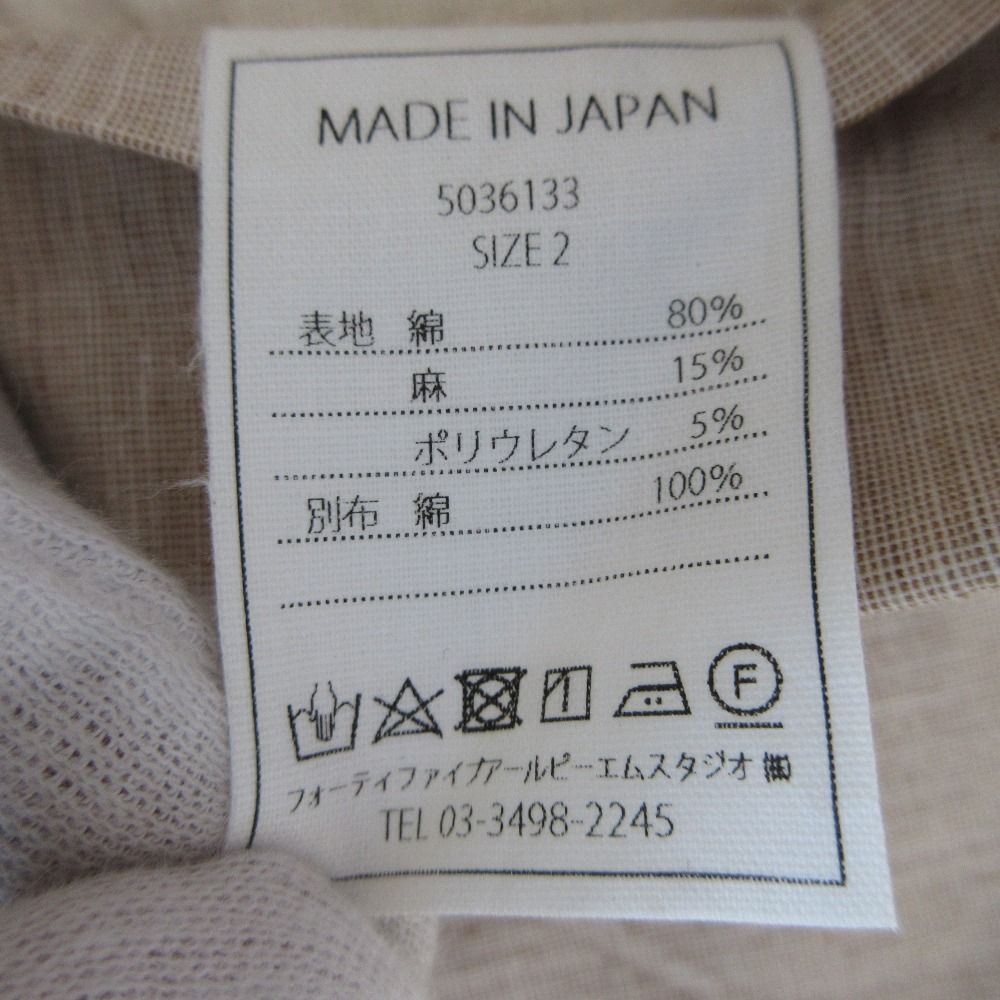 MADE IN JAPAN
5036133
SIZE 2
表地 綿 80%
麻 15%
ポリウレタン 5%
別布 綿 100%
F
フォーティファイブアールピーエムスタジオ ㈱
TEL 03-3498-2245